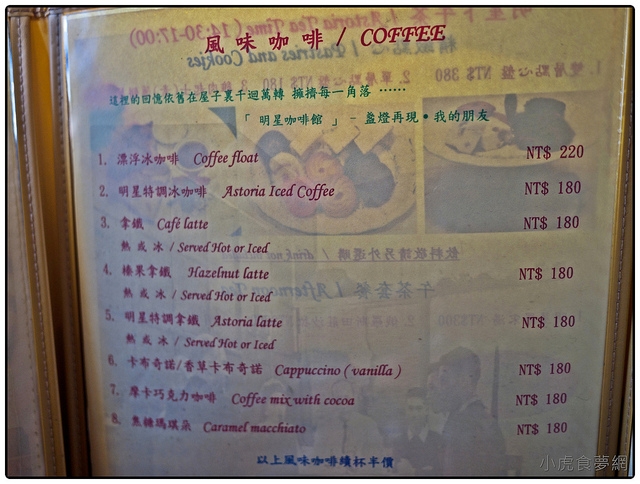 風味咖啡 / COFFEE
這裡的回憶依舊在屋子裏千迴萬轉 擁擠每一角落 ……
「 明星咖啡館 」 - 盞燈再現 • 我的朋友
1. 漂浮冰咖啡 Coffee float NT$ 220
2. 明星特調冰咖啡 Astoria Iced Coffee NT$ 180
3. 拿鐵 Café latte NT$ 180
熱 或 冰 / Served Hot or Iced
4. 榛果拿鐵 Hazelnut latte NT$ 180
熱 或 冰 / Served Hot or Iced
5. 明星特調拿鐵 Astoria latte NT$ 180
熱 或 冰 / Served Hot or Iced
6. 卡布奇諾/香草卡布奇諾 Cappuccino ( vanilla ) NT$ 180
7. 摩卡巧克力咖啡 Coffee mix with cocoa NT$ 180
8. 焦糖瑪琪朵 Caramel macchiato NT$ 180
以上風味咖啡續杯半價
小虎食夢網